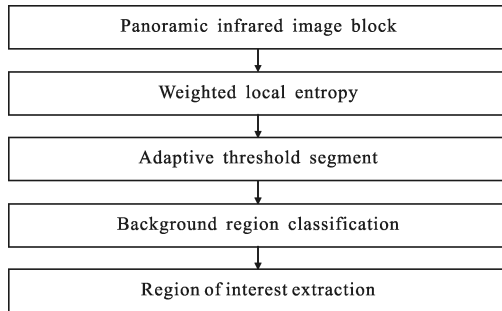 Panoramic infrared image block
Weighted local entropy
Adaptive threshold segment
Background region classification
Region of interest extraction